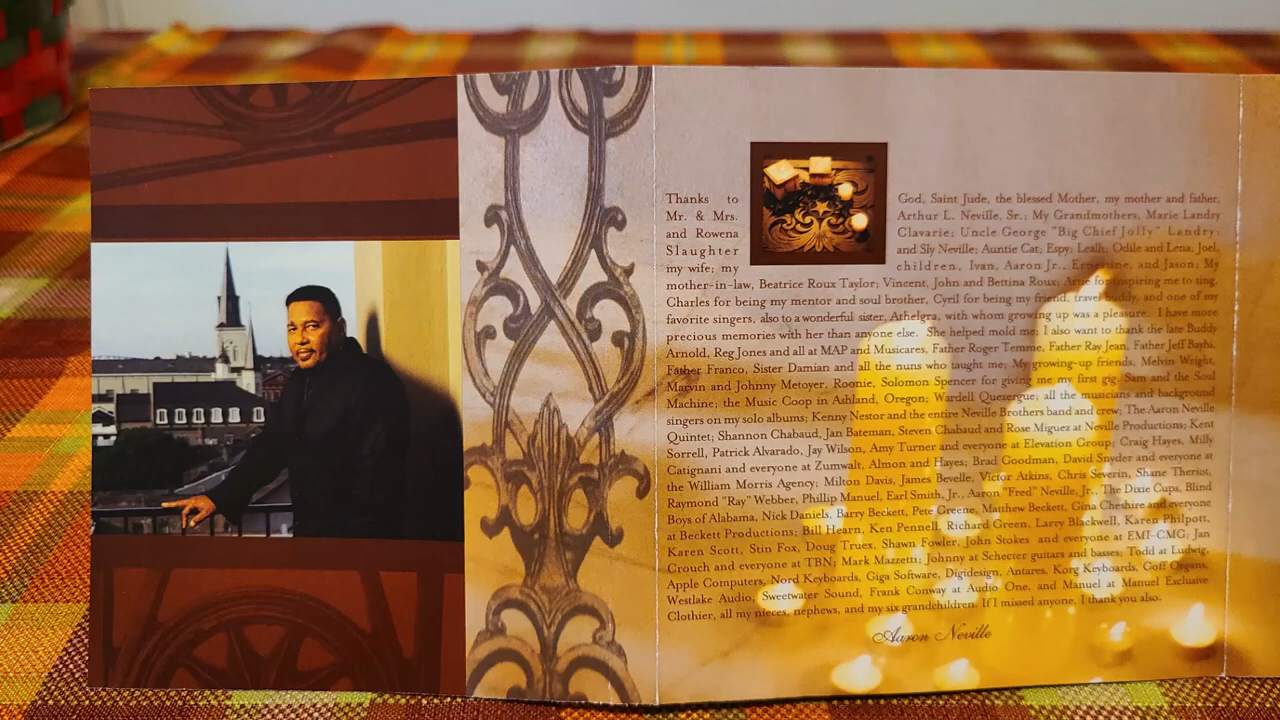 Thanks to
Mr. & Mrs.
and Rowena
Slaughter
my wife; my
God, Saint Jude, the blessed Mother, my mother and father,
Arthur L. Neville, Sr.; My Grandmothers, Marie Landry
Clavarie; Uncle George "Big Chief Jolly" Landry;
and Sly Neville; Auntie Cat; Espy; Leah; Odile and Lena; Joel,
children, Ivan, Aaron Jr., Ernestine, and Jason; My
mother-in-law, Beatrice Roux Taylor; Vincent, John and Bettina Roux; Artie for inspiring me to sing,
Charles for being my mentor and soul brother, Cyril for being my friend, travel buddy, and one of my
favorite singers, also to a wonderful sister, Athelgra, with whom growing up was a pleasure. I have more
precious memories with her than anyone else. She helped mold me; I also want to thank the late Buddy
Arnold, Reg Jones and all at MAP and Musicares, Father Roger Temme, Father Ray Jean, Father Jeff Bayhi,
Father Franco, Sister Damian and all the nuns who taught me; My growing-up friends, Melvin Wright,
Marvin and Johnny Metoyer, Roonie, Solomon Spencer for giving me my first gig, Sam and the Soul
Machine; the Music Coop in Ashland, Oregon; Wardell Quezergue; all the musicians and background
singers on my solo albums; Kenny Nestor and the entire Neville Brothers band and crew; The Aaron Neville
Quintet; Shannon Chabaud, Jan Bateman, Steven Chabaud and Rose Miguez at Neville Productions; Kent
Sorrell, Patrick Alvarado, Jay Wilson, Amy Turner and everyone at Elevation Group; Craig Hayes, Milly
Catignani and everyone at Zumwalt, Almon and Hayes; Brad Goodman, David Snyder and everyone at
the William Morris Agency; Milton Davis, James Bevelle, Victor Atkins, Chris Severin, Shane Theriot,
Raymond "Ray" Webber, Phillip Manuel, Earl Smith, Jr., Aaron "Fred" Neville, Jr., The Dixie Cups, Blind
Boys of Alabama, Nick Daniels, Barry Beckett, Pete Greene, Matthew Beckett, Gina Cheshire and everyone
at Beckett Productions; Bill Hearn, Ken Pennell, Richard Green, Larry Blackwell, Karen Philpott,
Karen Scott, Stin Fox, Doug Truex, Shawn Fowler, John Stokes and everyone at EMI-CMG; Jan
Crouch and everyone at TBN; Mark Mazzetti; Johnny at Schecter guitars and basses; Todd at Ludwig,
Apple Computers, Nord Keyboards, Giga Software, Digidesign, Antares, Korg Keyboards, Goff Organs,
Westlake Audio, Sweetwater Sound, Frank Conway at Audio One, and Manuel at Manuel Exclusive
Clothier, all my nieces, nephews, and my six grandchildren. If I missed anyone, I thank you also.
Aaron Neville